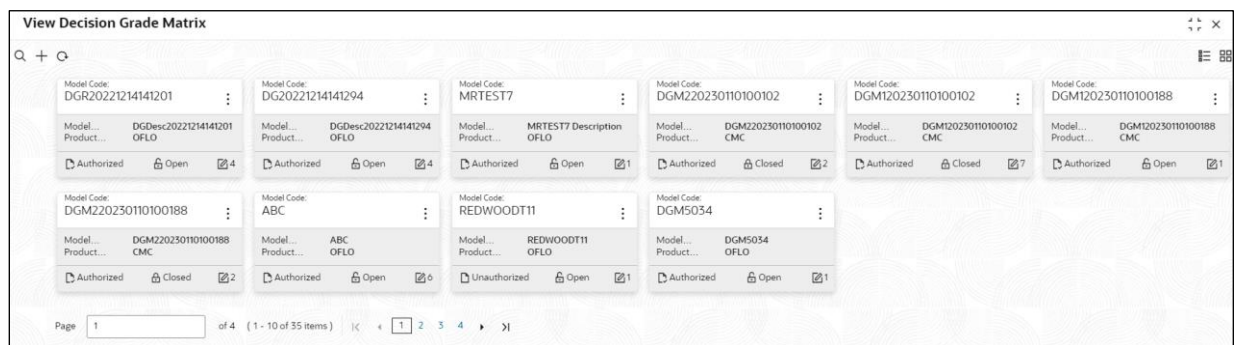 View Decision Grade Matrix
Model Code: Model Code: Model Code: Model Code: Model Code: Model Code:
DGR20221214141201 DG20221214141294 MRTEST7 DGM220230110100102 DGM120230110100102 DGM120230110100188
Model... DGDesc20221214141201 Model... DGDesc20221214141294 Model... MRTEST7 Description Model... DGM220230110100102 Model... DGM120230110100102 Model... DGM120230110100188
Product... OFLO Product... OFLO Product... OFLO Product... CMC Product... CMC Product... CMC
Authorized Open 4 Authorized Open 4 Authorized Open 1 Authorized Closed 2 Authorized Closed 7 Authorized Open 1
Model Code: Model Code: Model Code: Model Code:
DGM220230110100188 ABC REDWOODT11 DGM5034
Model... DGM220230110100188 Model... ABC Model... REDWOODT11 Model... DGM5034
Product... CMC Product... OFLO Product... OFLO Product... OFLO
Authorized Closed 2 Authorized Open 6 Unauthorized Open 1 Authorized Open 1
Page 1 of 4 (1 - 10 of 35 items) 1 2 3 4